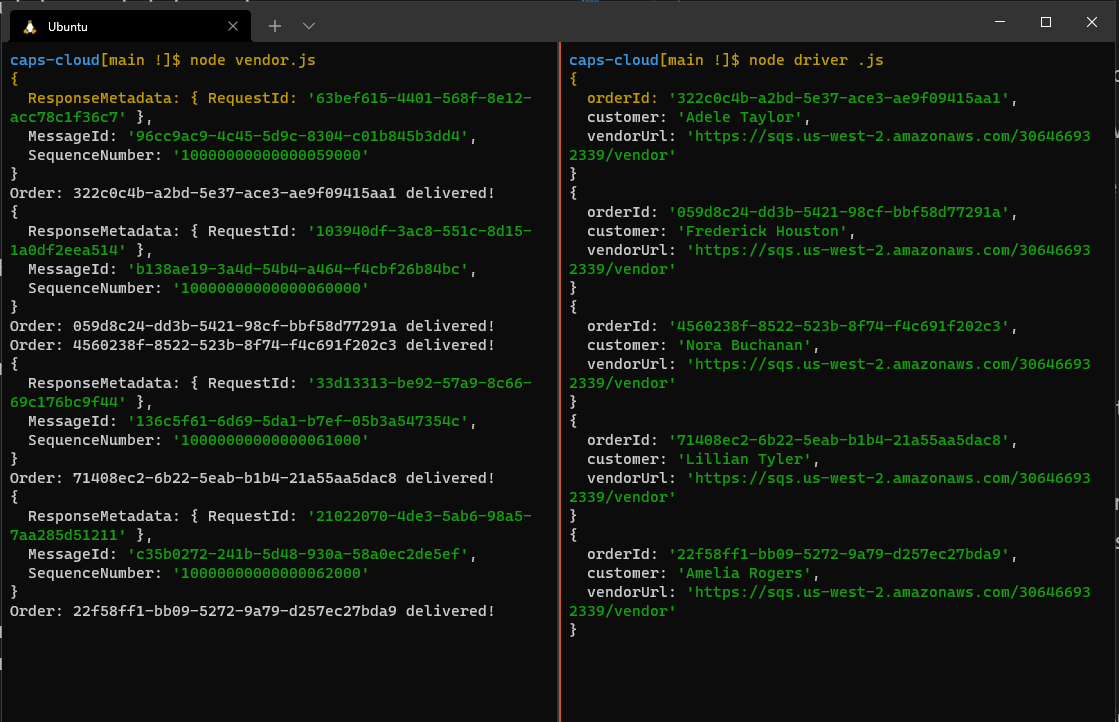 Ubuntu
caps-cloud[main !]$ node vendor.js
{
  ResponseMetadata: { RequestId: '63bef615-4401-568f-8e12-
acc78c1f36c7' },
  MessageId: '96cc9ac9-4c45-5d9c-8304-c01b845b3dd4',
  SequenceNumber: '10000000000000059000'
}
Order: 322c0c4b-a2bd-5e37-ace3-ae9f09415aa1 delivered!
{
  ResponseMetadata: { RequestId: '103940df-3ac8-551c-8d15-
1a0df2eea514' },
  MessageId: 'b138ae19-3a4d-54b4-a464-f4cbf26b84bc',
  SequenceNumber: '10000000000000060000'
}
Order: 059d8c24-dd3b-5421-98cf-bbf58d77291a delivered!
Order: 4560238f-8522-523b-8f74-f4c691f202c3 delivered!
{
  ResponseMetadata: { RequestId: '33d13313-be92-57a9-8c66-
69c176bc9f44' },
  MessageId: '136c5f61-6d69-5da1-b7ef-05b3a547354c',
  SequenceNumber: '10000000000000061000'
}
Order: 71408ec2-6b22-5eab-b1b4-21a55aa5dac8 delivered!
{
  ResponseMetadata: { RequestId: '21022070-4de3-5ab6-98a5-
7aa285d51211' },
  MessageId: 'c35b0272-241b-5d48-930a-58a0ec2de5ef',
  SequenceNumber: '10000000000000062000'
}
Order: 22f58ff1-bb09-5272-9a79-d257ec27bda9 delivered!
caps-cloud[main !]$ node driver .js
{
  orderId: '322c0c4b-a2bd-5e37-ace3-ae9f09415aa1',
  customer: 'Adele Taylor',
  vendorUrl: 'https://sqs.us-west-2.amazonaws.com/30646693
2339/vendor'
}
{
  orderId: '059d8c24-dd3b-5421-98cf-bbf58d77291a',
  customer: 'Frederick Houston',
  vendorUrl: 'https://sqs.us-west-2.amazonaws.com/30646693
2339/vendor'
}
{
  orderId: '4560238f-8522-523b-8f74-f4c691f202c3',
  customer: 'Nora Buchanan',
  vendorUrl: 'https://sqs.us-west-2.amazonaws.com/30646693
2339/vendor'
}
{
  orderId: '71408ec2-6b22-5eab-b1b4-21a55aa5dac8',
  customer: 'Lillian Tyler',
  vendorUrl: 'https://sqs.us-west-2.amazonaws.com/30646693
2339/vendor'
}
{
  orderId: '22f58ff1-bb09-5272-9a79-d257ec27bda9',
  customer: 'Amelia Rogers',
  vendorUrl: 'https://sqs.us-west-2.amazonaws.com/30646693
2339/vendor'
}